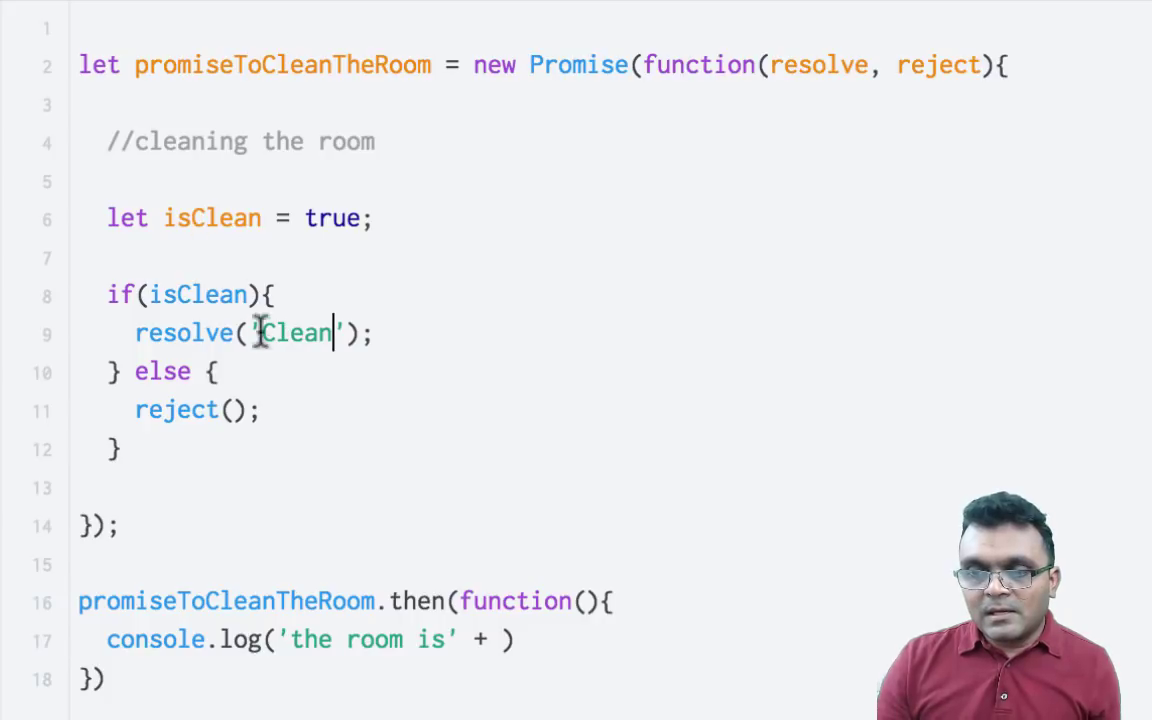 1
2 let promiseToCleanTheRoom = new Promise(function(resolve, reject){
3
4 //cleaning the room
5
6 let isClean = true;
7
8 if(isClean){
9 resolve('Clean');
10 } else {
11 reject();
12 }
13
14 });
15
16 promiseToCleanTheRoom.then(function(){
17 console.log('the room is' + )
18 })